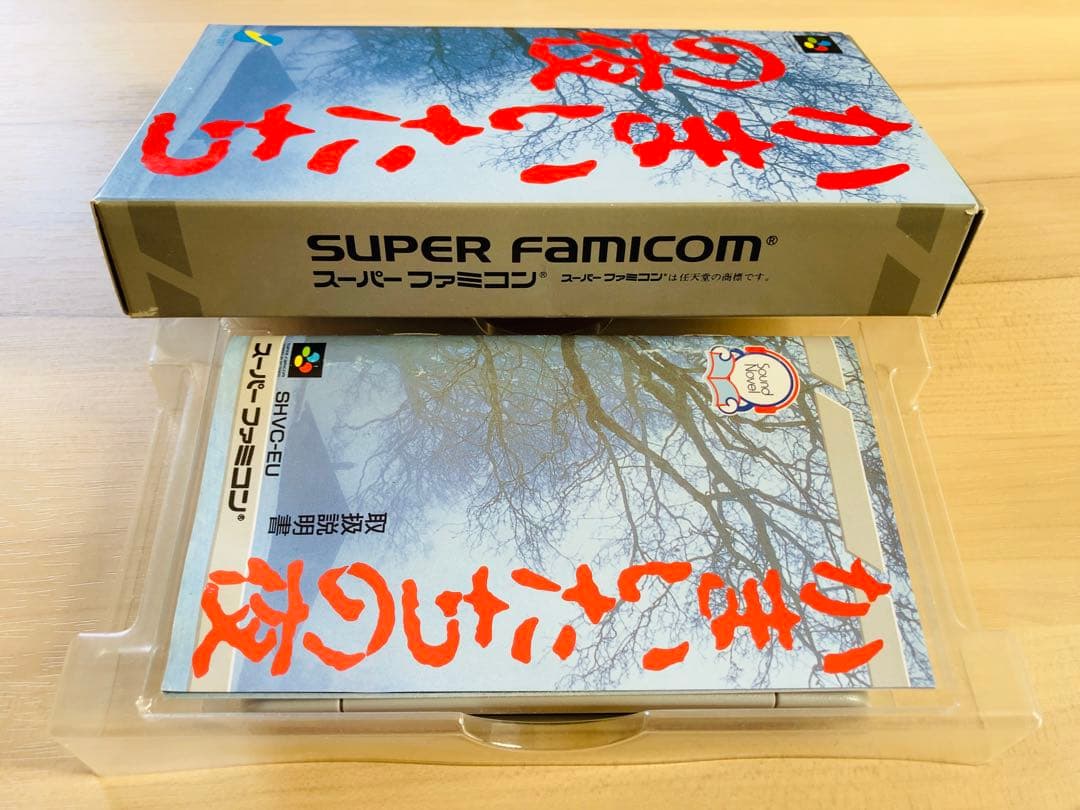 かまいたち
の夜
SUPER FAMICOM®
スーパーファミコン® スーパーファミコン®は任天堂の商標です。
Sound
Novel
スーパーファミコン®
SHVC-EU
取扱説明書
かまいたちの夜